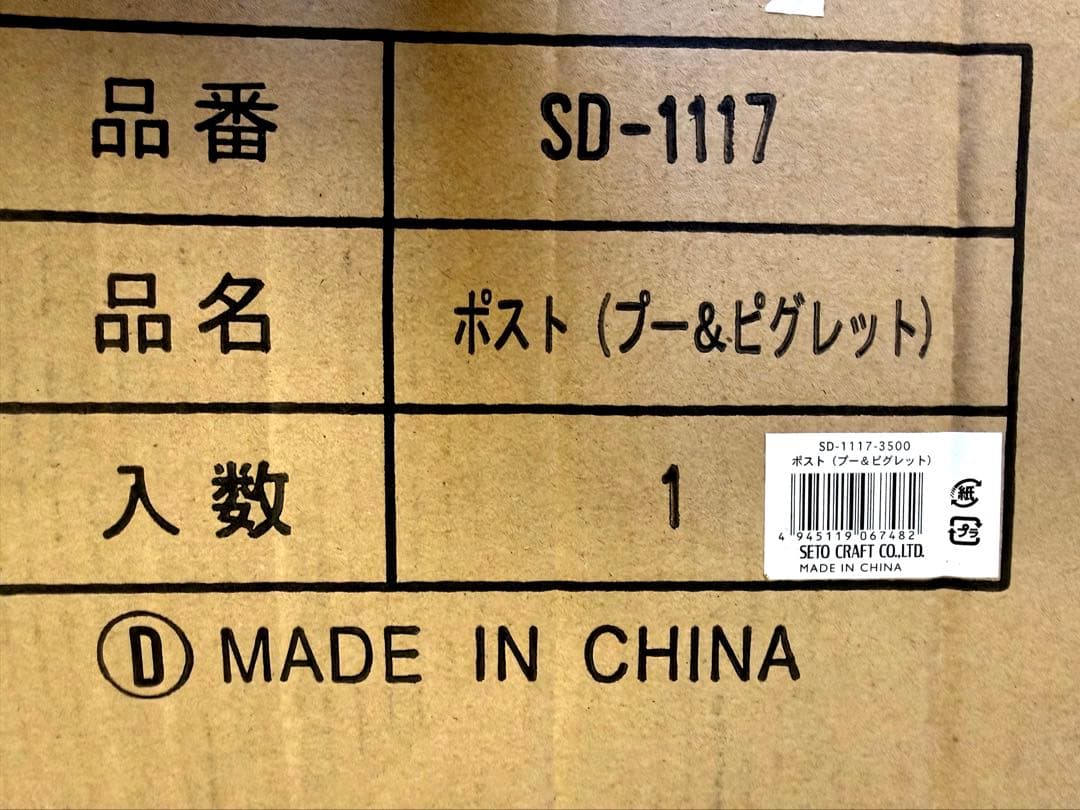 品番 SD-1117
品名 ポスト（プー&ピグレット）
入数 1
SD-1117-3500
ポスト（プー&ピグレット）
4 945119 067482
SETO CRAFT CO.,LTD.
MADE IN CHINA
紙
プラ
Ⓓ MADE IN CHINA